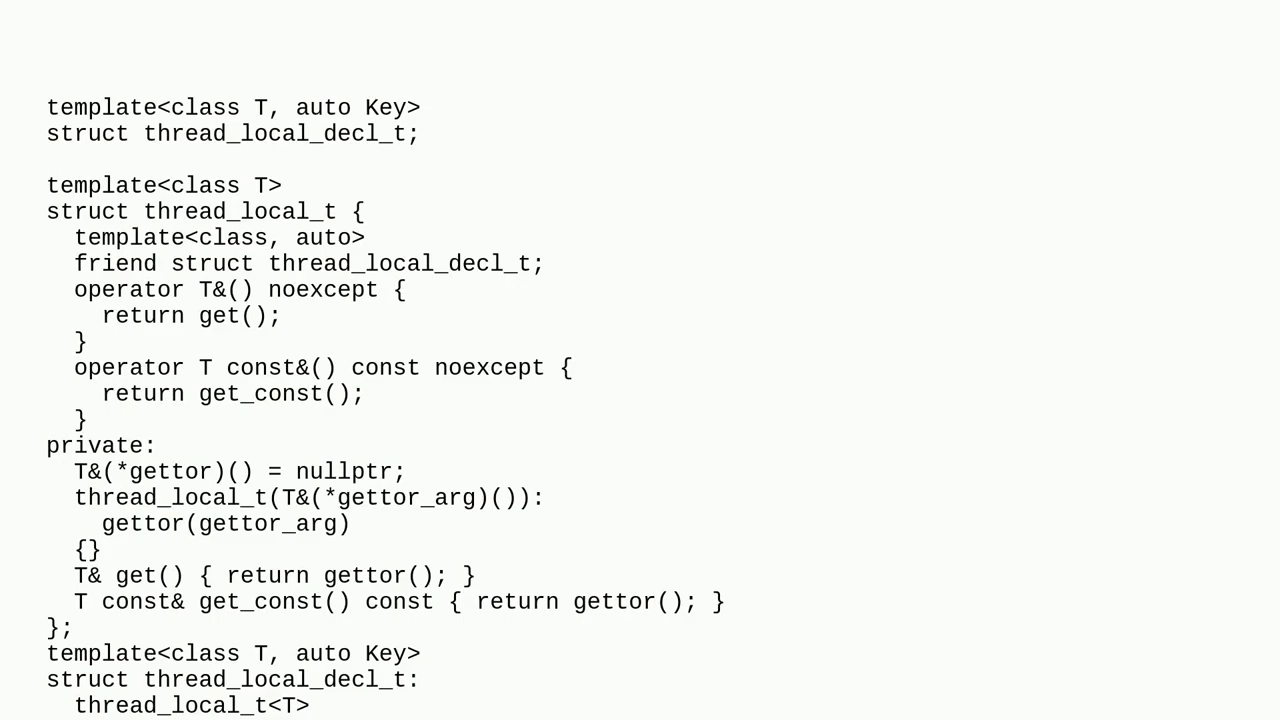 template<class T, auto Key>
struct thread_local_decl_t;
template<class T>
struct thread_local_t {
template<class, auto>
friend struct thread_local_decl_t;
operator T&() noexcept {
return get();
}
operator T const&() const noexcept {
return get_const();
}
private:
T&(*gettor)() = nullptr;
thread_local_t(T&(*gettor_arg)()):
gettor(gettor_arg)
{}
T& get() { return gettor(); }
T const& get_const() const { return gettor(); }
};
template<class T, auto Key>
struct thread_local_decl_t:
thread_local_t<T>